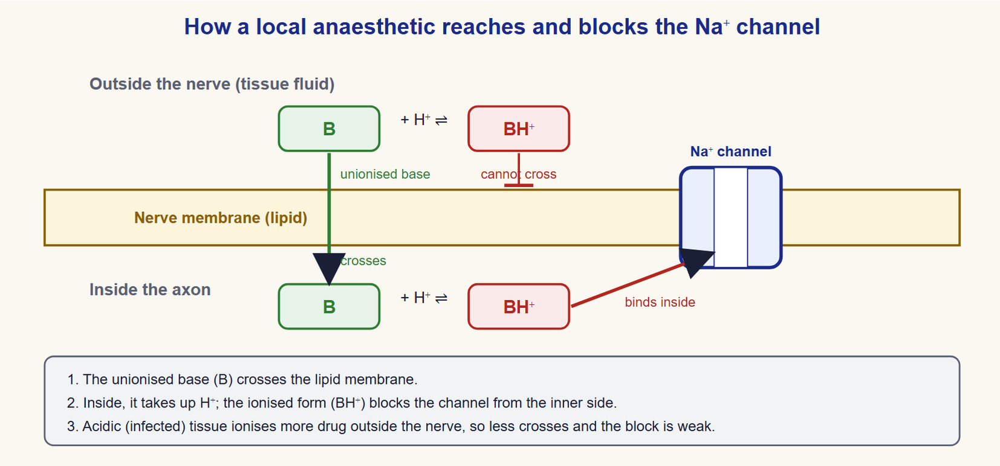 How a local anaesthetic reaches and blocks the Na⁺ channel
Outside the nerve (tissue fluid)
B
+ H⁺ ⇌
BH⁺
Na⁺ channel
unionised base
cannot cross
Nerve membrane (lipid)
crosses
Inside the axon
B
+ H⁺ ⇌
BH⁺
binds inside
1. The unionised base (B) crosses the lipid membrane.
2. Inside, it takes up H⁺; the ionised form (BH⁺) blocks the channel from the inner side.
3. Acidic (infected) tissue ionises more drug outside the nerve, so less crosses and the block is weak.